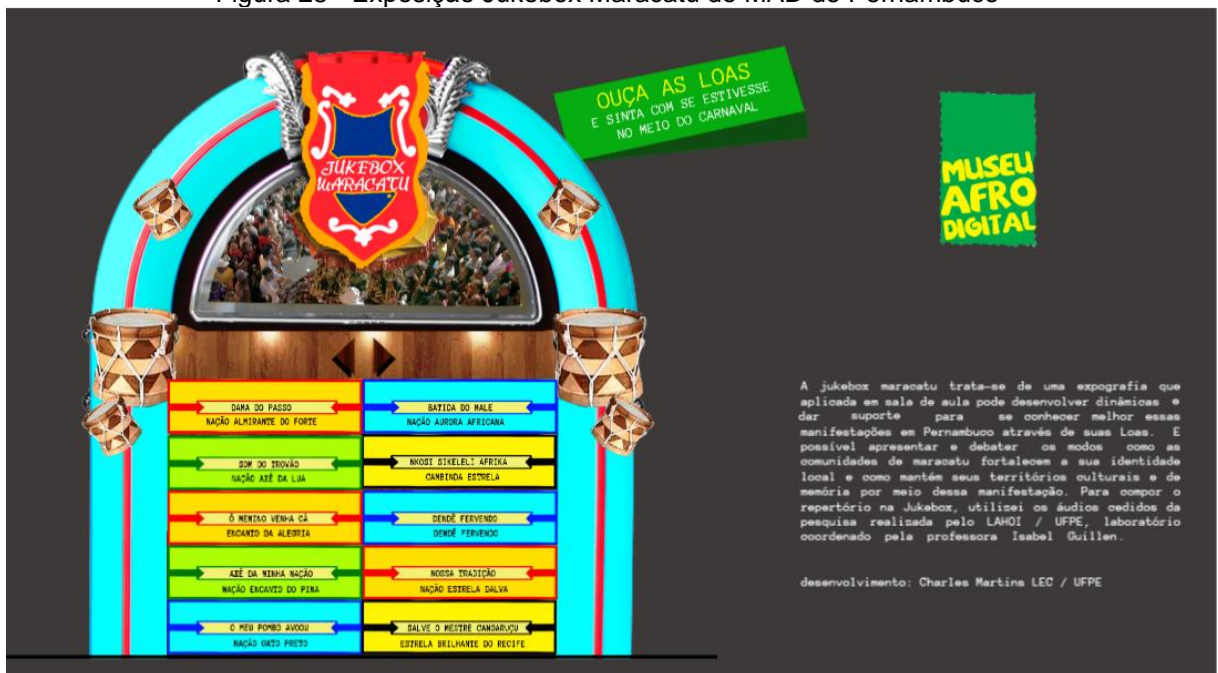 Figura 28 - Exposição Jukebox Maracatu do MAD de Pernambuco
OUÇA AS LOAS
E SINTA COM SE ESTIVESSE
NO MEIO DO CARNAVAL
JUKEBOX
MARACATU
MUSEU
AFRO
DIGITAL
DAMA DO PASSO
NAÇÃO ALMIRANTE DO FORTE
BATIDA DO MALE
NAÇÃO AURORA AFRICANA
SOM DO TROVÃO
NAÇÃO AXÉ DA LUA
NKOSI SIKELELI AFRIKA
CAMBINDA ESTRELA
Ô MENINO VENHA CÁ
ENCANTO DA ALEGRIA
DENDÊ FERVENDO
DENDÊ FERVENDO
AXÉ DA MINHA NAÇÃO
NAÇÃO ENCANTO DO PINA
NOSSA TRADIÇÃO
NAÇÃO ESTRELA DALVA
O MEU POMBO AVOOU
NAÇÃO GATO PRETO
SALVE O MESTRE CANGARUÇU
ESTRELA BRILHANTE DO RECIFE
A jukebox maracatu trata-se de uma expografia que
aplicada em sala de aula pode desenvolver dinâmicas e
dar suporte para se conhecer melhor essas
manifestações em Pernambuco através de suas Loas. E
possível apresentar e debater os modos como as
comunidades de maracatu fortalecem a sua identidade
local e como mantém seus territórios culturais e de
memória por meio dessa manifestação. Para compor o
repertório na Jukebox, utilizei os áudios cedidos da
pesquisa realizada pelo LAHOI / UFPE, laboratório
coordenado pela professora Isabel Guillen.
desenvolvimento: Charles Martins LEC / UFPE